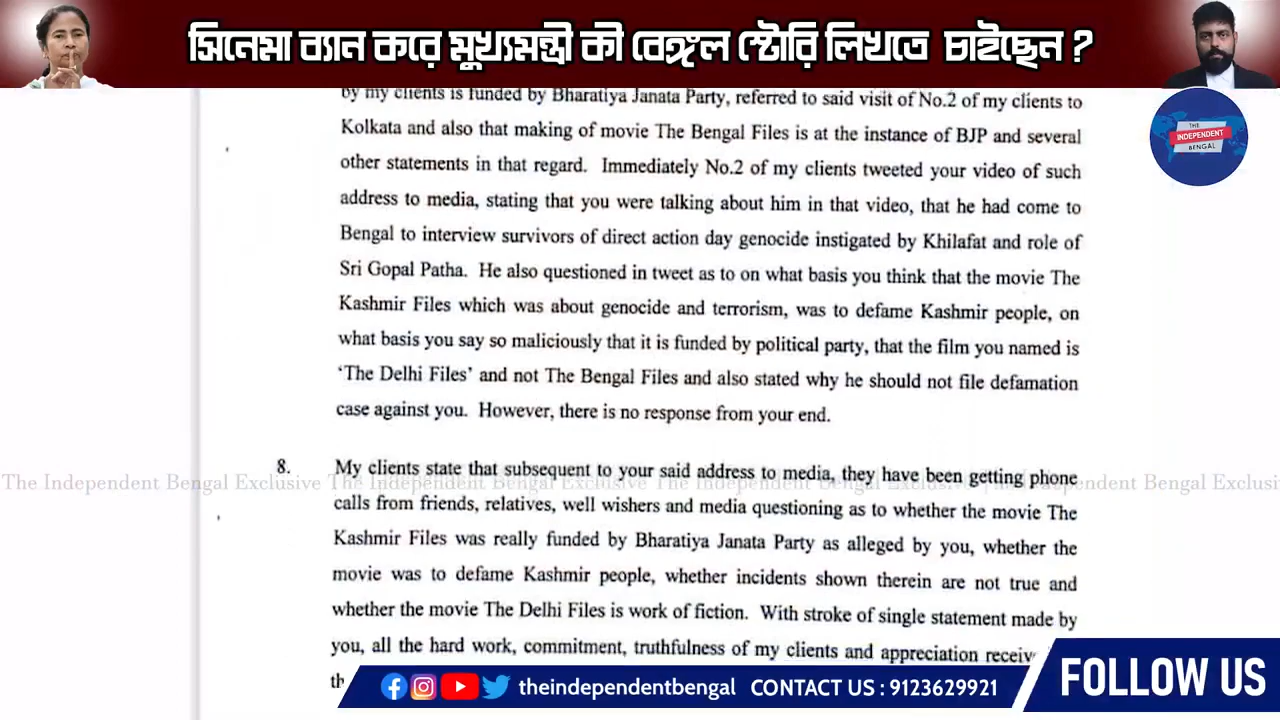 সিনেমা ব্যান করে মুখ্যমন্ত্রী কী বেঙ্গল স্টোরি লিখতে চাইছেন ?
THE
INDEPENDENT
BENGAL
by my clients is funded by Bharatiya Janata Party, referred to said visit of No.2 of my clients to
Kolkata and also that making of movie The Bengal Files is at the instance of BJP and several
other statements in that regard. Immediately No.2 of my clients tweeted your video of such
address to media, stating that you were talking about him in that video, that he had come to
Bengal to interview survivors of direct action day genocide instigated by Khilafat and role of
Sri Gopal Patha. He also questioned in tweet as to on what basis you think that the movie The
Kashmir Files which was about genocide and terrorism, was to defame Kashmir people, on
what basis you say so maliciously that it is funded by political party, that the film you named is
‘The Delhi Files’ and not The Bengal Files and also stated why he should not file defamation
case against you. However, there is no response from your end.
8. My clients state that subsequent to your said address to media, they have been getting phone
The Independent Bengal Exclusive The Independent Bengal Exclusive The Independent Bengal Exclusive The Independent Bengal Exclusi
calls from friends, relatives, well wishers and media questioning as to whether the movie The
Kashmir Files was really funded by Bharatiya Janata Party as alleged by you, whether the
movie was to defame Kashmir people, whether incidents shown therein are not true and
whether the movie The Delhi Files is work of fiction. With stroke of single statement made by
you, all the hard work, commitment, truthfulness of my clients and appreciation
th
theindependentbengal CONTACT US : 9123629921
FOLLOW US